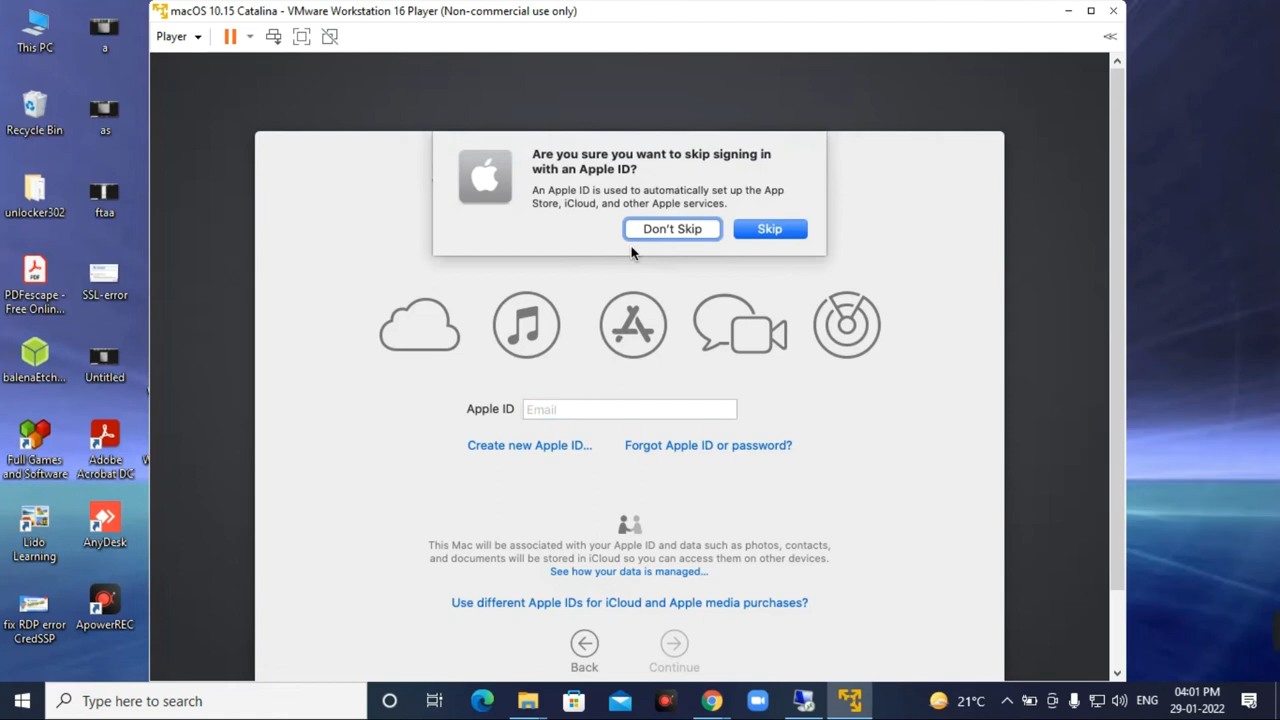 macOS 10.15 Catalina - VMware Workstation 16 Player (Non-commercial use only)
Player
This PC
a
Recycle Bin
as
unlocker302
ftaa
PDFescape -
Free Onlin...
SSL-error
balenaEtch...
Untitled
Full Games
and Software
Adobe
Acrobat DC
Lido
Learning
AnyDesk
fix RDP error
CredSSP
ApowerREC
Are you sure you want to skip signing in
with an Apple ID?
An Apple ID is used to automatically set up the App
Store, iCloud, and other Apple services.
Don't Skip
Skip
Apple ID
Email
Create new Apple ID...
Forgot Apple ID or password?
This Mac will be associated with your Apple ID and data such as photos, contacts,
and documents will be stored in iCloud so you can access them on other devices.
See how your data is managed...
Use different Apple IDs for iCloud and Apple media purchases?
Back
Continue
Type here to search
21°C
ENG
04:01 PM
29-01-2022